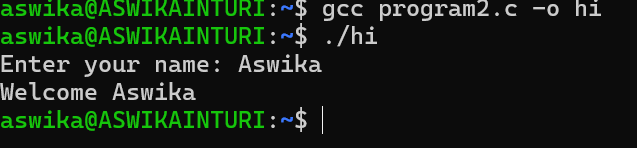 aswika@ASWIKAINTURI:~$ gcc program2.c -o hi
aswika@ASWIKAINTURI:~$ ./hi
Enter your name: Aswika
Welcome Aswika
aswika@ASWIKAINTURI:~$